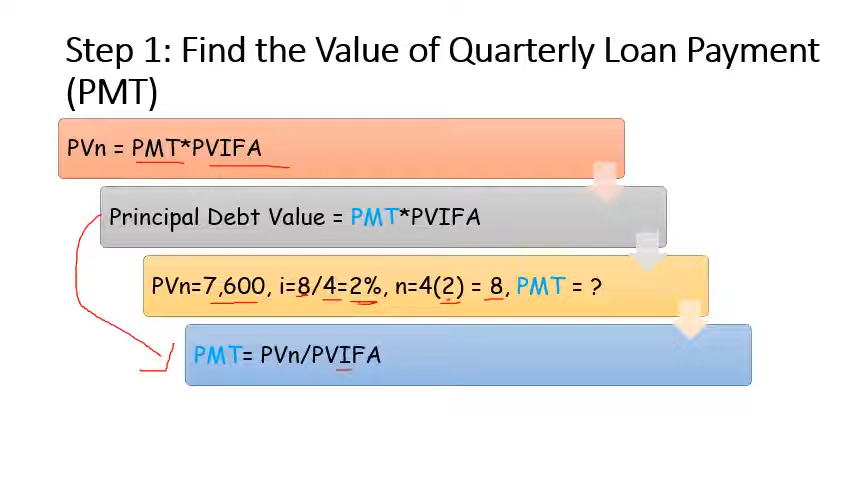 Step 1: Find the Value of Quarterly Loan Payment
(PMT)
PVn = PMT*PVIFA
Principal Debt Value = PMT*PVIFA
PVn=7,600, i=8/4=2%, n=4(2) = 8, PMT = ?
PMT= PVn/PVIFA